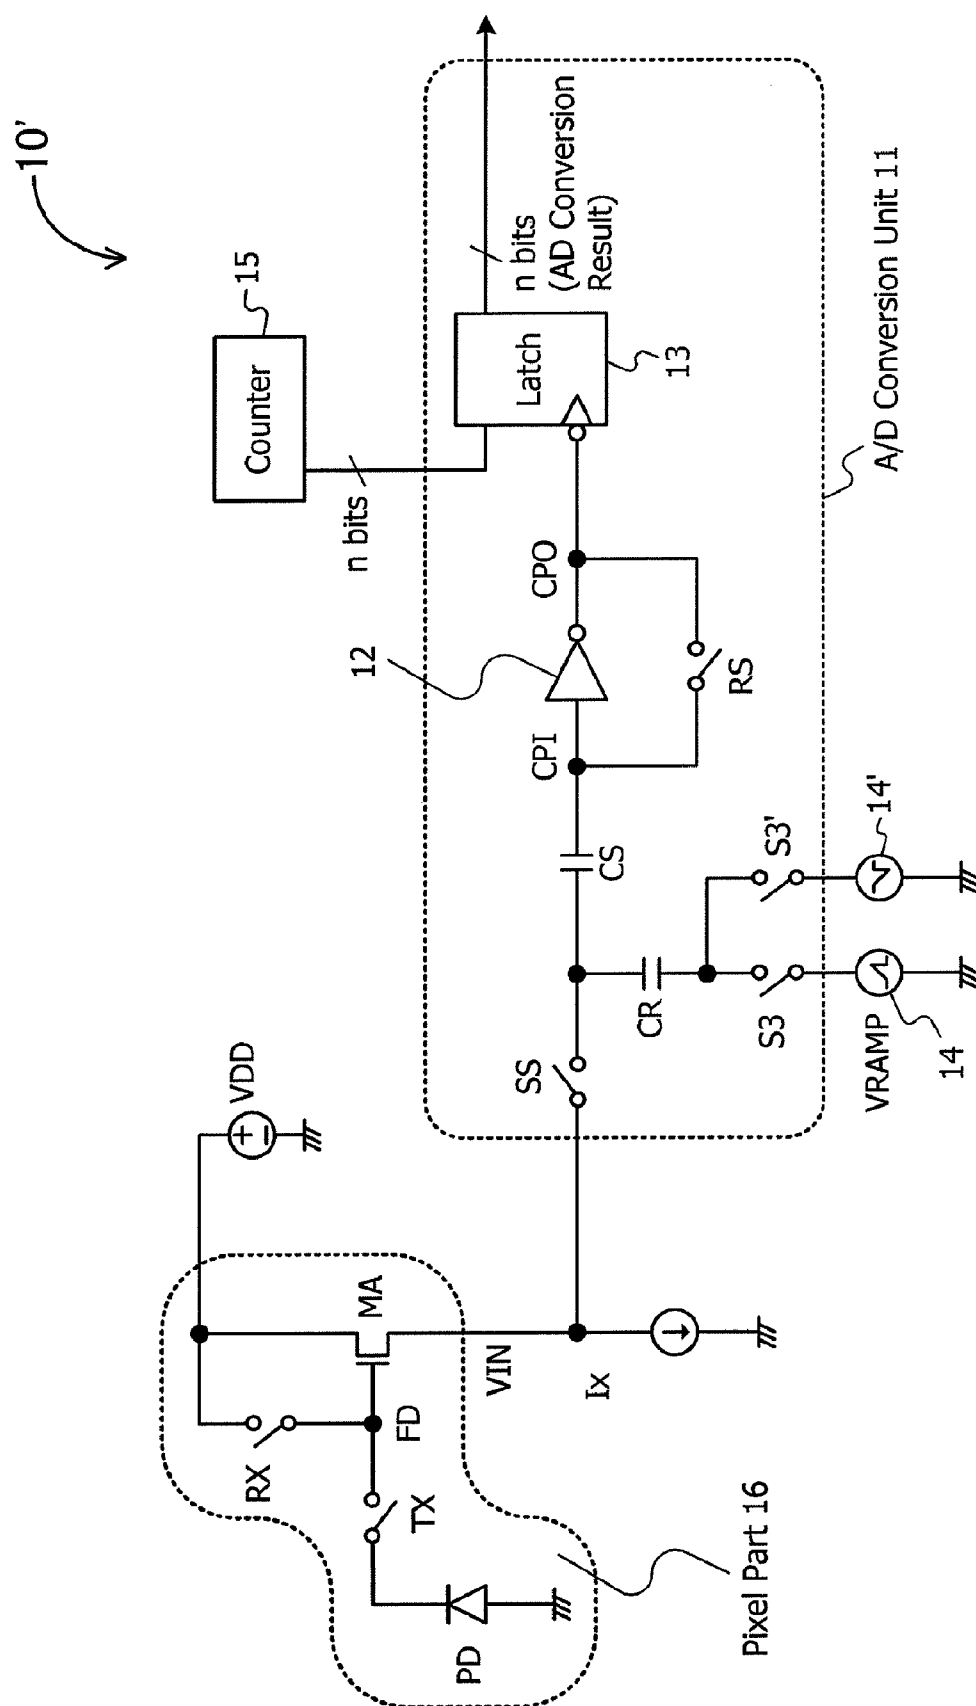 10'
Counter
15
n bits
Latch
13
n bits
(AD Conversion
Result)
A/D Conversion Unit 11
12
CPI
CPO
RS
CS
CR
SS
S3
S3'
VRAMP
14
14'
VDD
MA
RX
FD
TX
PD
VIN
Ix
Pixel Part 16